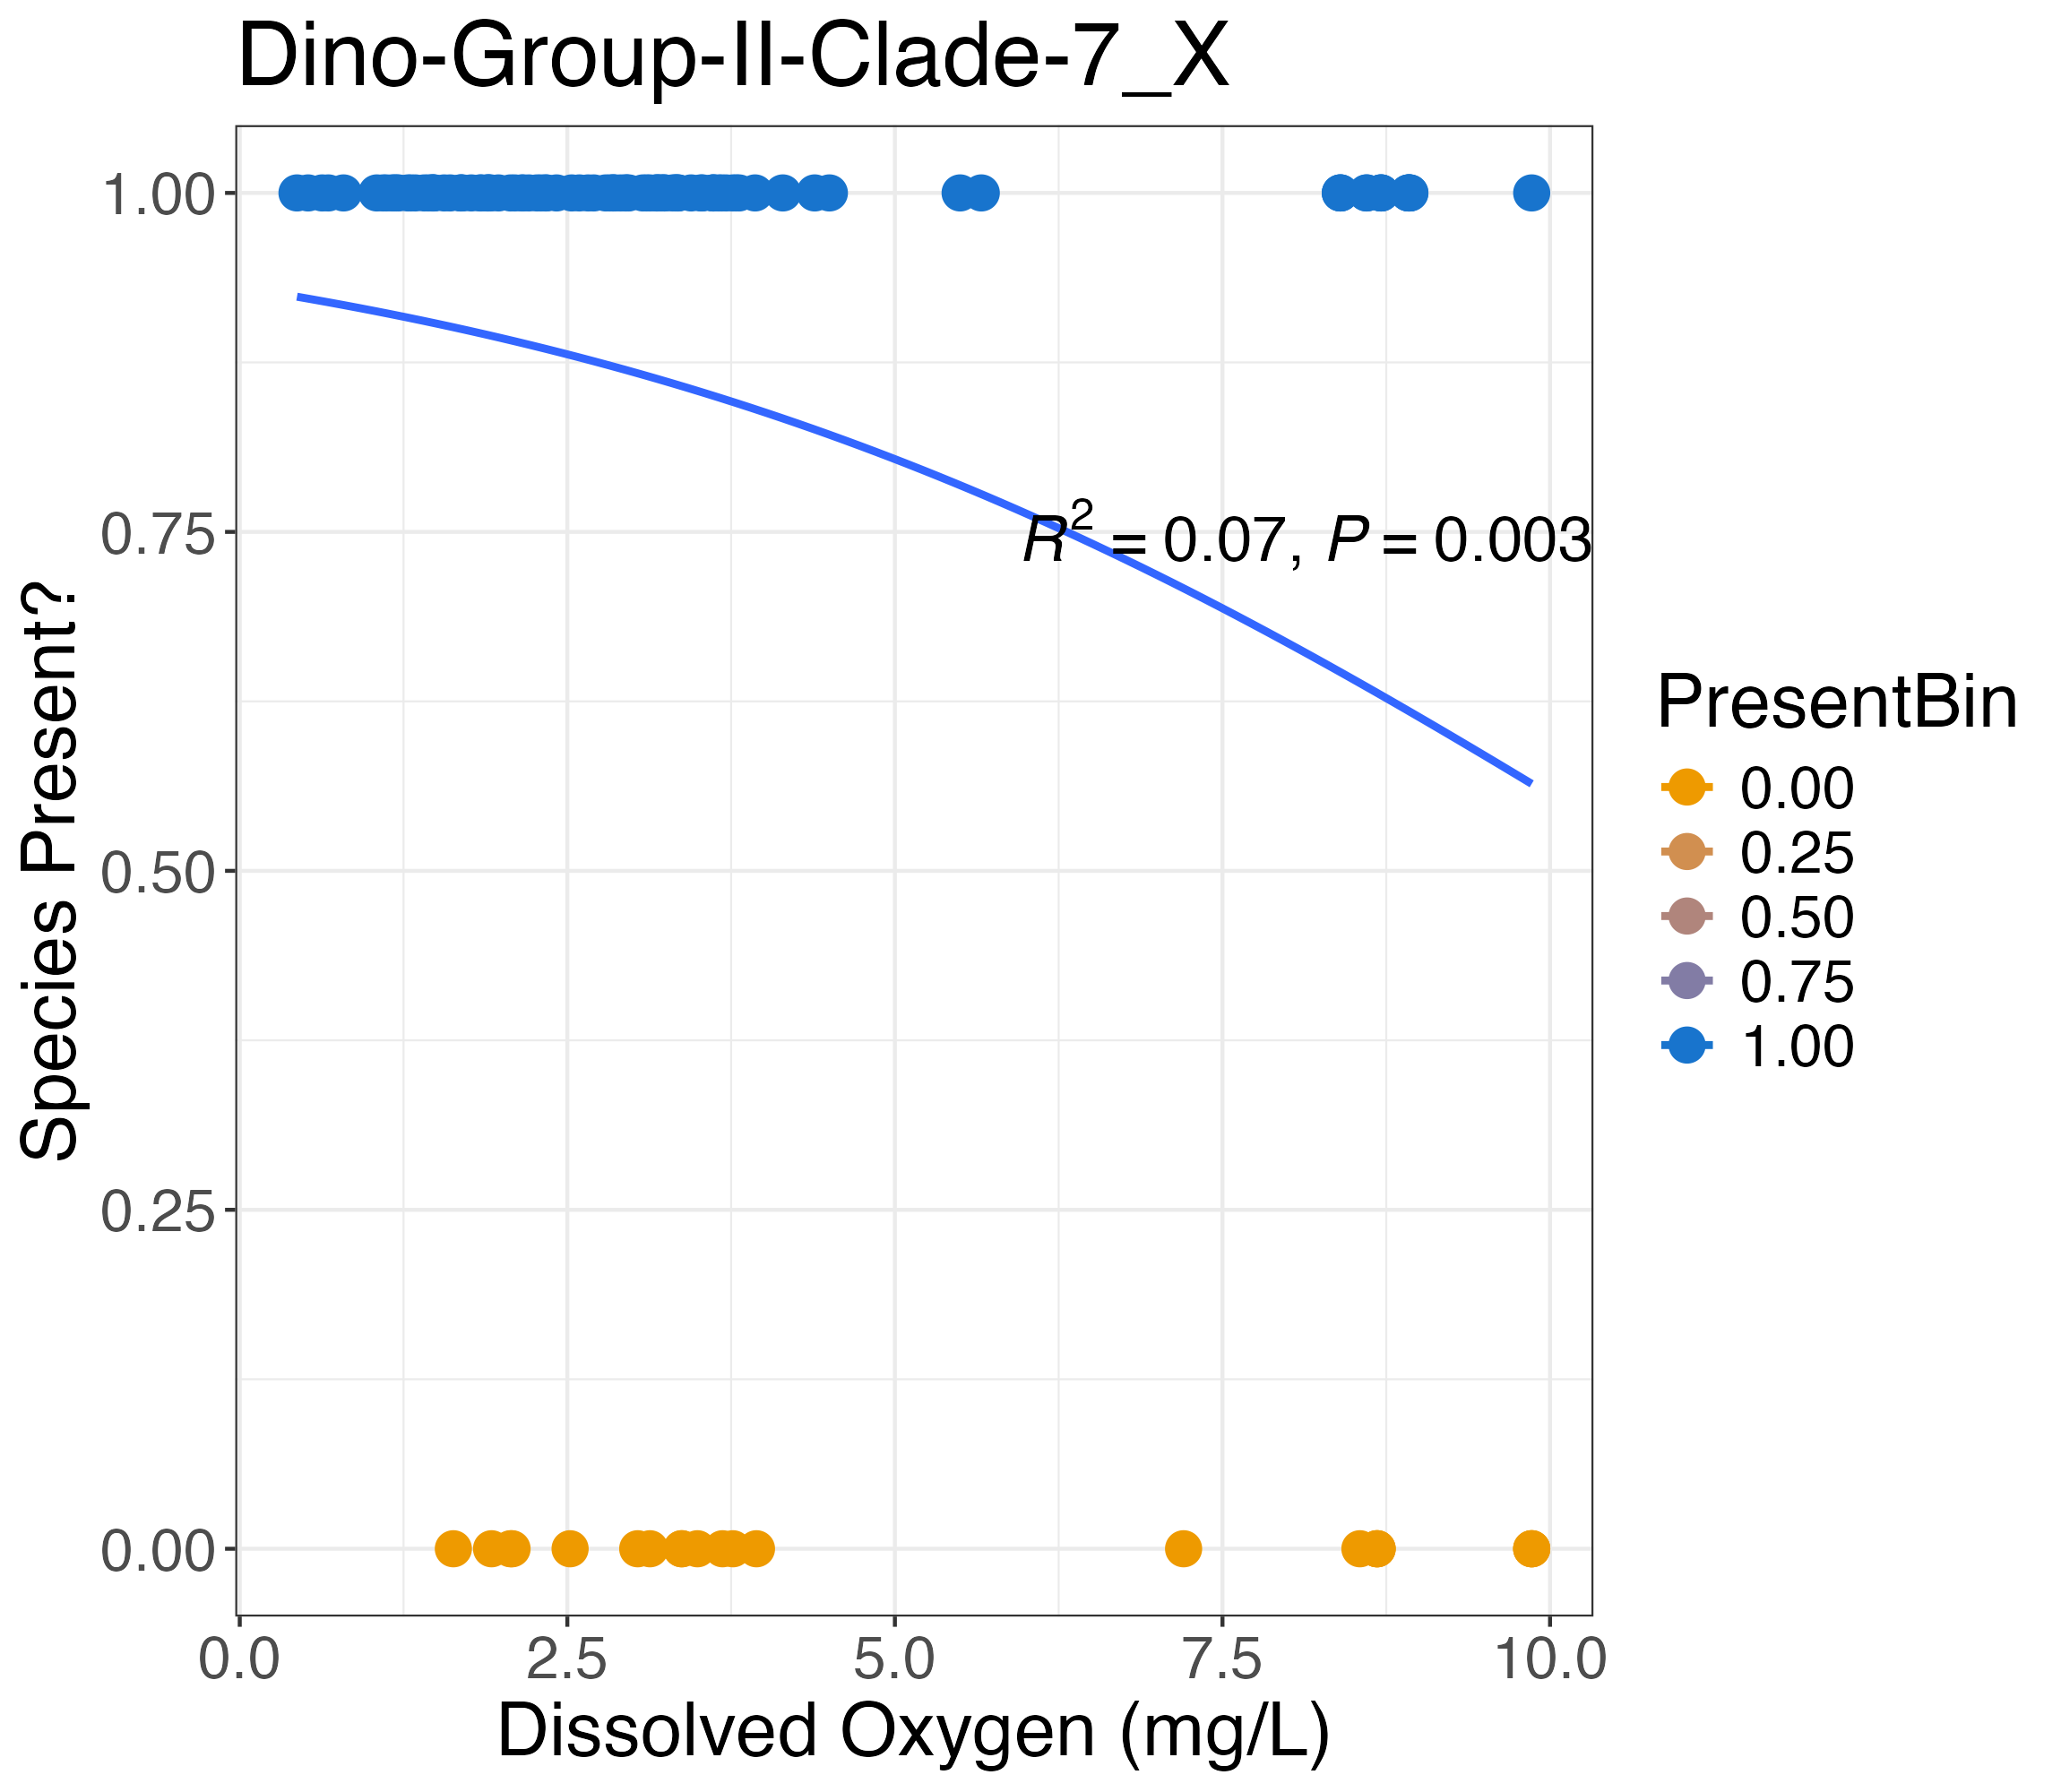 Dino-Group-II-Clade-7_X
1.00
0.75
0.50
0.25
0.00
Species Present?
R² = 0.07, P = 0.003
0.0 2.5 5.0 7.5 10.0
Dissolved Oxygen (mg/L)
PresentBin
0.00
0.25
0.50
0.75
1.00